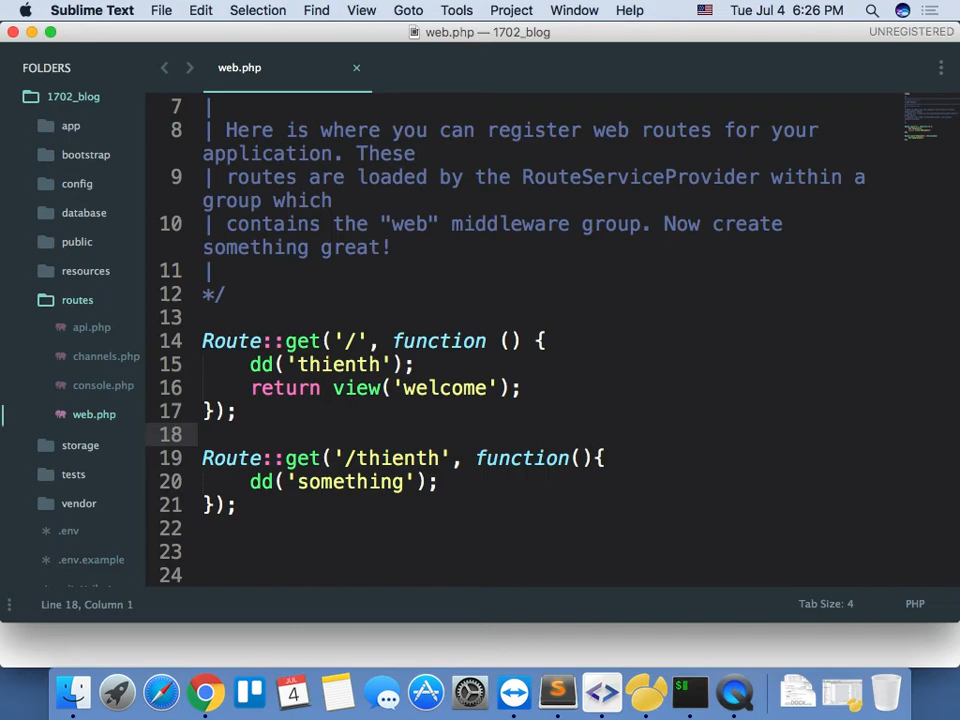 Sublime Text File Edit Selection Find View Goto Tools Project Window Help Tue Jul 4 6:26 PM
web.php — 1702_blog UNREGISTERED
FOLDERS
1702_blog
app
bootstrap
config
database
public
resources
routes
api.php
channels.php
console.php
web.php
storage
tests
vendor
.env
.env.example
web.php ×
7 |
8 | Here is where you can register web routes for your
application. These
9 | routes are loaded by the RouteServiceProvider within a
group which
10 | contains the "web" middleware group. Now create
something great!
11 |
12 */
13
14 Route::get('/', function () {
15 dd('thienth');
16 return view('welcome');
17 });
18
19 Route::get('/thienth', function(){
20 dd('something');
21 });
22
23
24
Line 18, Column 1 Tab Size: 4 PHP
JUL
4
DOCX